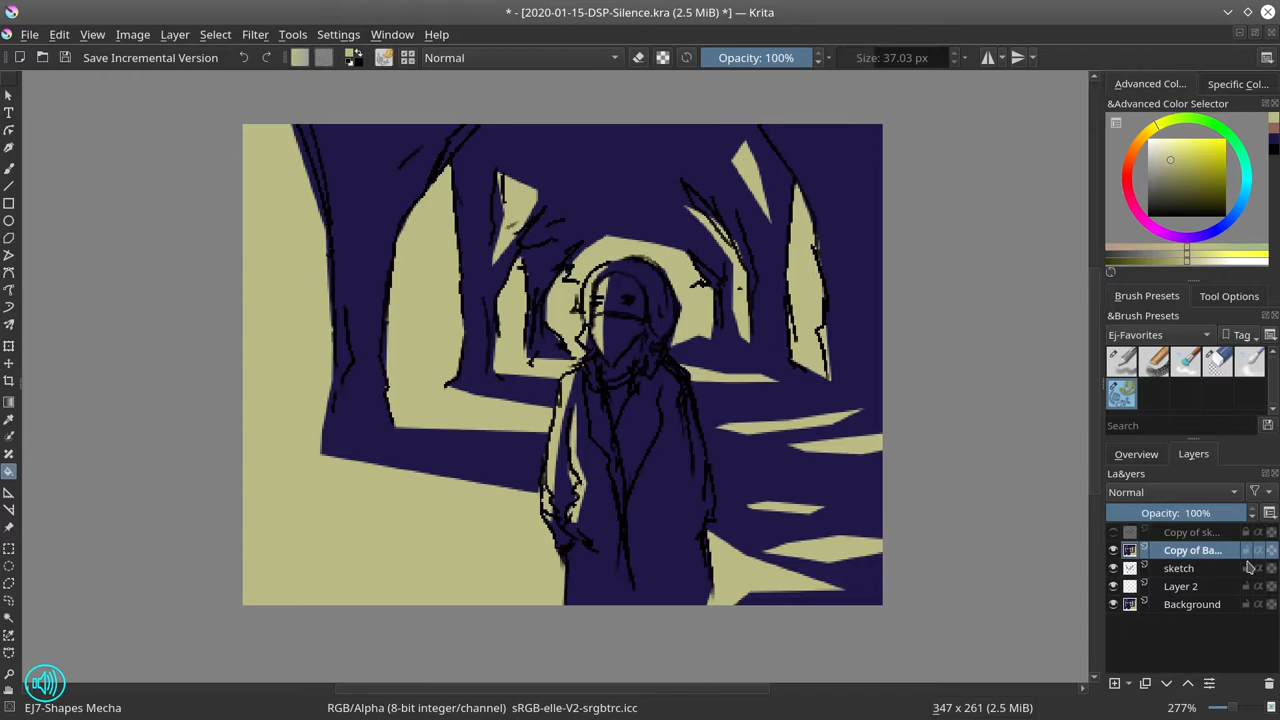 * - [2020-01-15-DSP-Silence.kra (2.5 MiB) *] — Krita
File Edit View Image Layer Select Filter Tools Settings Window Help
Save Incremental Version Normal Opacity: 100% Size: 37.03 px
Advanced Col... Specific Col...
&Advanced Color Selector
Brush Presets Tool Options
&Brush Presets
Ej-Favorites Tag
Search
Overview Layers
La&yers
Normal
Opacity: 100%
Copy of sk...
Copy of Ba...
sketch
Layer 2
Background
EJ7-Shapes Mecha RGB/Alpha (8-bit integer/channel) sRGB-elle-V2-srgbtrc.icc 347 x 261 (2.5 MiB) 277%